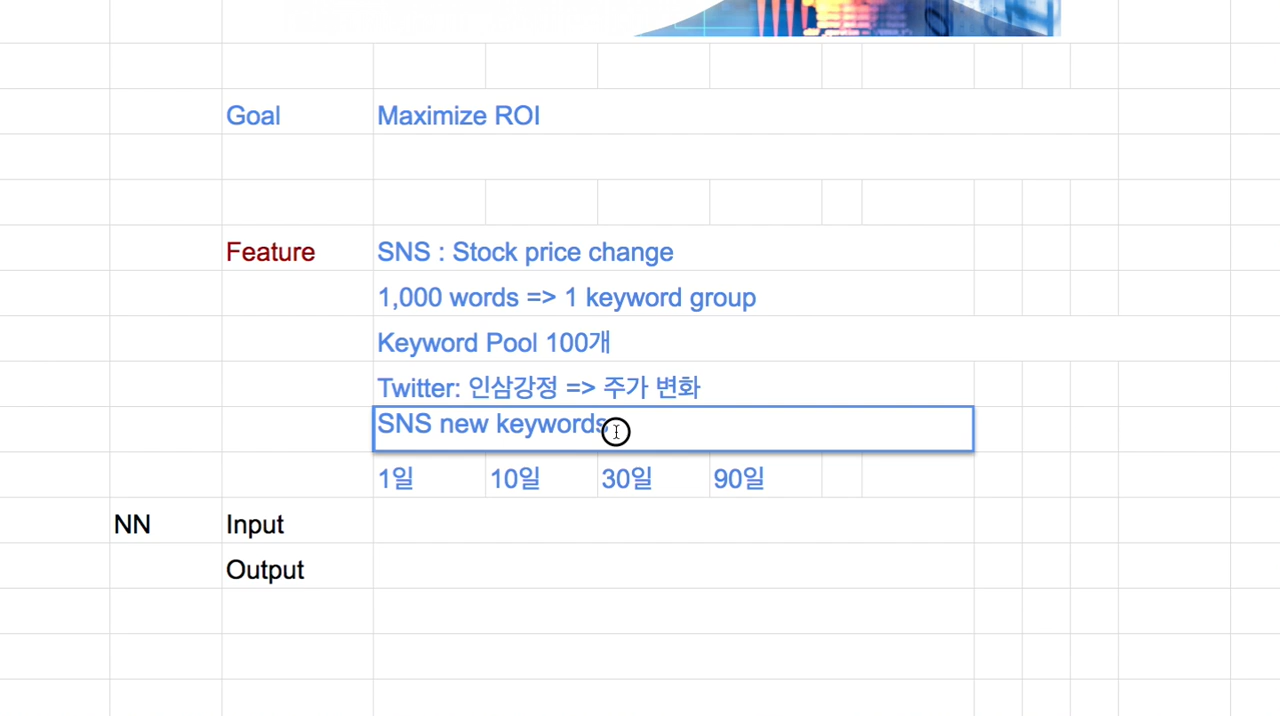 Goal Maximize ROI
Feature SNS : Stock price change
1,000 words => 1 keyword group
Keyword Pool 100개
Twitter: 인삼강정 => 주가 변화
SNS new keywords
1일 10일 30일 90일
NN Input
Output